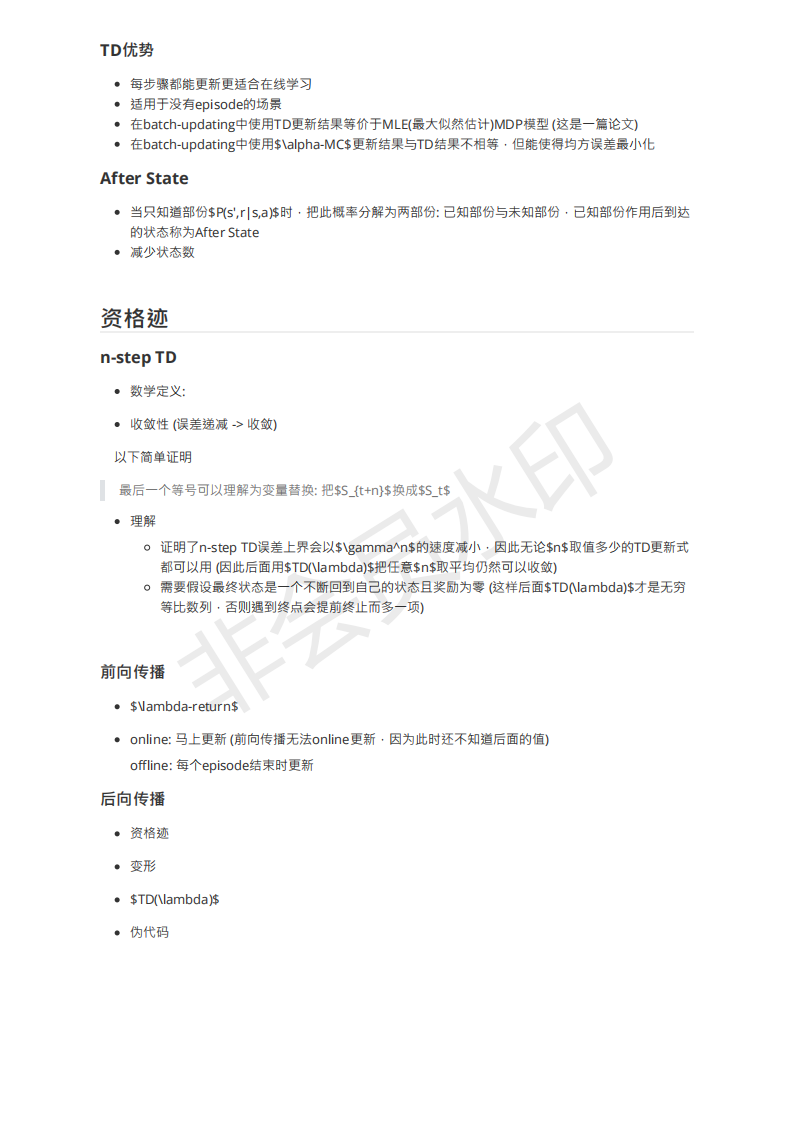 TD优势
每步骤都能更新更适合在线学习
适用于没有episode的场景
在batch-updating中使用TD更新结果等价于MLE(最大似然估计)MDP模型 (这是一篇论文)
在batch-updating中使用$\alpha-MC$更新结果与TD结果不相等，但能使得均方误差最小化
After State
当只知道部份$P(s',r|s,a)$时，把此概率分解为两部份: 已知部份与未知部份，已知部份作用后到达
的状态称为After State
减少状态数
资格迹
n-step TD
数学定义:
收敛性 (误差递减 -> 收敛)
以下简单证明
最后一个等号可以理解为变量替换: 把$S_{t+n}$换成$S_t$
理解
证明了n-step TD误差上界会以$\gamma^n$的速度减小，因此无论$n$取值多少的TD更新式
都可以用 (因此后面用$TD(\lambda)$把任意$n$取平均仍然可以收敛)
需要假设最终状态是一个不断回到自己的状态且奖励为零 (这样后面$TD(\lambda)$才是无穷
等比数列，否则遇到终点会提前终止而多一项)
前向传播
$\lambda-return$
online: 马上更新 (前向传播无法online更新，因为此时还不知道后面的值)
offline: 每个episode结束时更新
后向传播
资格迹
变形
$TD(\lambda)$
伪代码
非会员水印